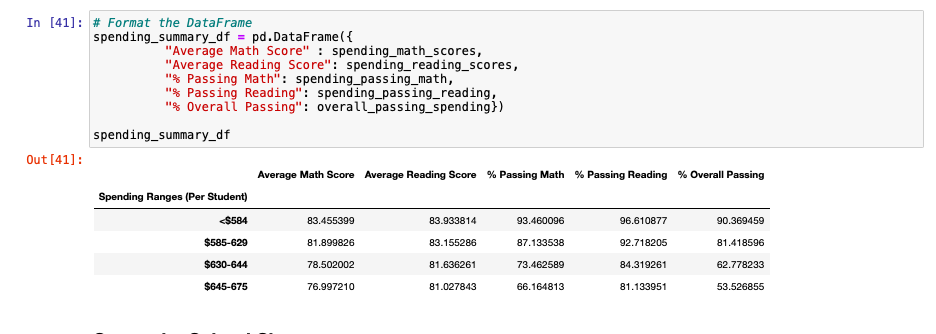 In [41]: # Format the DataFrame
spending_summary_df = pd.DataFrame({
"Average Math Score" : spending_math_scores,
"Average Reading Score": spending_reading_scores,
"% Passing Math": spending_passing_math,
"% Passing Reading": spending_passing_reading,
"% Overall Passing": overall_passing_spending})
spending_summary_df
Out[41]:
Average Math Score Average Reading Score % Passing Math % Passing Reading % Overall Passing
Spending Ranges (Per Student)
<$584 83.455399 83.933814 93.460096 96.610877 90.369459
$585-629 81.899826 83.155286 87.133538 92.718205 81.418596
$630-644 78.502002 81.636261 73.462589 84.319261 62.778233
$645-675 76.997210 81.027843 66.164813 81.133951 53.526855